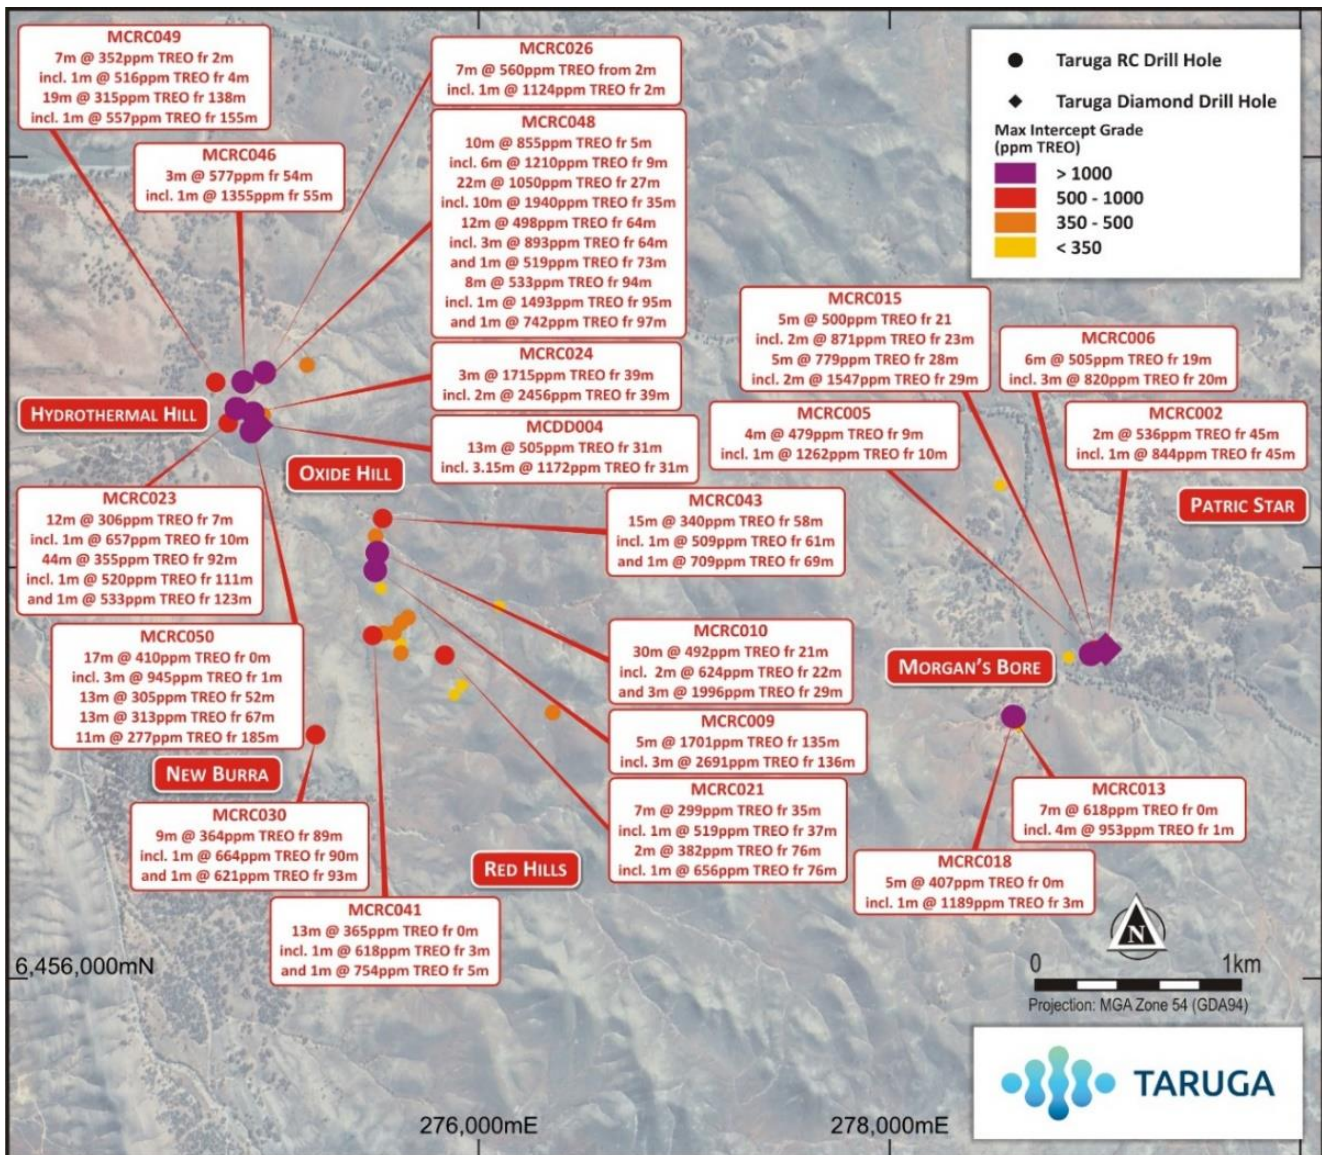 MCRC049
7m @ 352ppm TREO fr 2m
incl. 1m @ 516ppm TREO fr 4m
19m @ 315ppm TREO fr 138m
incl. 1m @ 557ppm TREO fr 155m
MCRC026
7m @ 560ppm TREO from 2m
incl. 1m @ 1124ppm TREO fr 2m
Taruga RC Drill Hole
Taruga Diamond Drill Hole
Max Intercept Grade
(ppm TREO)
> 1000
500 - 1000
350 - 500
< 350
MCRC046
3m @ 577ppm fr 54m
incl. 1m @ 1355ppm fr 55m
MCRC048
10m @ 855ppm TREO fr 5m
incl. 6m @ 1210ppm TREO fr 9m
22m @ 1050ppm TREO fr 27m
incl. 10m @ 1940ppm TREO fr 35m
12m @ 498ppm TREO fr 64m
incl. 3m @ 893ppm TREO fr 64m
and 1m @ 519ppm TREO fr 73m
8m @ 533ppm TREO fr 94m
incl. 1m @ 1493ppm TREO fr 95m
and 1m @ 742ppm TREO fr 97m
MCRC015
5m @ 500ppm TREO fr 21
incl. 2m @ 871ppm TREO fr 23m
5m @ 779ppm TREO fr 28m
incl. 2m @ 1547ppm TREO fr 29m
MCRC006
6m @ 505ppm TREO fr 19m
incl. 3m @ 820ppm TREO fr 20m
MCRC024
3m @ 1715ppm TREO fr 39m
incl. 2m @ 2456ppm TREO fr 39m
MCRC005
4m @ 479ppm TREO fr 9m
incl. 1m @ 1262ppm TREO fr 10m
MCRC002
2m @ 536ppm TREO fr 45m
incl. 1m @ 844ppm TREO fr 45m
HYDROTHERMAL HILL
MCDD004
13m @ 505ppm TREO fr 31m
incl. 3.15m @ 1172ppm TREO fr 31m
OXIDE HILL
PATRIC STAR
MCRC023
12m @ 306ppm TREO fr 7m
incl. 1m @ 657ppm TREO fr 10m
44m @ 355ppm TREO fr 92m
incl. 1m @ 520ppm TREO fr 111m
and 1m @ 533ppm TREO fr 123m
MCRC043
15m @ 340ppm TREO fr 58m
incl. 1m @ 509ppm TREO fr 61m
and 1m @ 709ppm TREO fr 69m
MCRC050
17m @ 410ppm TREO fr 0m
incl. 3m @ 945ppm TREO fr 1m
13m @ 305ppm TREO fr 52m
13m @ 313ppm TREO fr 67m
11m @ 277ppm TREO fr 185m
MCRC010
30m @ 492ppm TREO fr 21m
incl. 2m @ 624ppm TREO fr 22m
and 3m @ 1996ppm TREO fr 29m
MORGAN'S BORE
MCRC009
5m @ 1701ppm TREO fr 135m
incl. 3m @ 2691ppm TREO fr 136m
NEW BURRA
MCRC021
7m @ 299ppm TREO fr 35m
incl. 1m @ 519ppm TREO fr 37m
2m @ 382ppm TREO fr 76m
incl. 1m @ 656ppm TREO fr 76m
MCRC013
7m @ 618ppm TREO fr 0m
incl. 4m @ 953ppm TREO fr 1m
MCRC030
9m @ 364ppm TREO fr 89m
incl. 1m @ 664ppm TREO fr 90m
and 1m @ 621ppm TREO fr 93m
RED HILLS
MCRC018
5m @ 407ppm TREO fr 0m
incl. 1m @ 1189ppm TREO fr 3m
MCRC041
13m @ 365ppm TREO fr 0m
incl. 1m @ 618ppm TREO fr 3m
and 1m @ 754ppm TREO fr 5m
N
6,456,000mN
0 1km
Projection: MGA Zone 54 (GDA94)
TARUGA
276,000mE
278,000mE